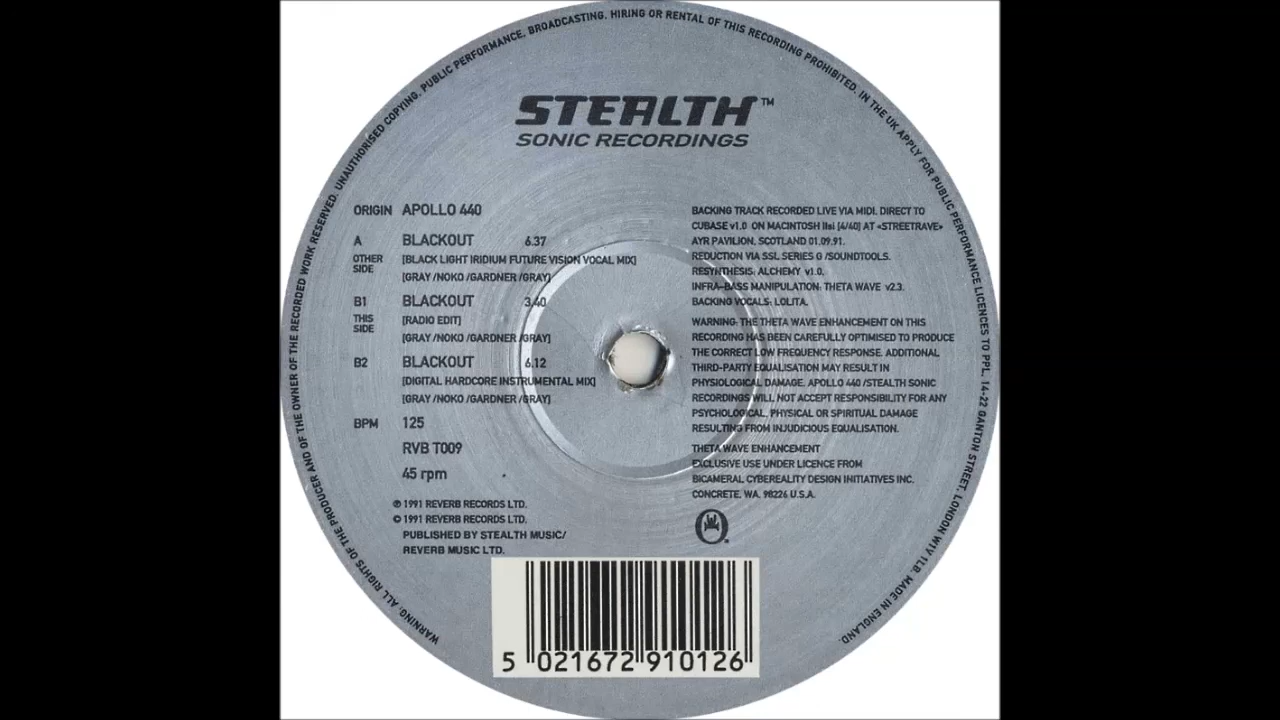 WARNING. ALL RIGHTS OF THE PRODUCER AND OF THE OWNER OF THE RECORDED WORK RESERVED. UNAUTHORISED COPYING, PUBLIC PERFORMANCE, BROADCASTING, HIRING OR RENTAL OF THIS RECORDING PROHIBITED. IN THE UK APPLY FOR PUBLIC PERFORMANCE LICENCES TO PPL, 14-22 GANTON STREET, LONDON W1V 1LB. MADE IN ENGLAND.
STEALTH™
SONIC RECORDINGS
ORIGIN APOLLO 440
A BLACKOUT 6.37
OTHER SIDE [BLACK LIGHT IRIDIUM FUTURE VISION VOCAL MIX]
[GRAY /NOKO /GARDNER /GRAY]
B1 BLACKOUT 3.40
THIS SIDE [RADIO EDIT]
[GRAY /NOKO /GARDNER /GRAY]
B2 BLACKOUT 6.12
[DIGITAL HARDCORE INSTRUMENTAL MIX]
[GRAY /NOKO /GARDNER /GRAY]
BPM 125
RVB T009
45 rpm
℗ 1991 REVERB RECORDS LTD.
© 1991 REVERB RECORDS LTD.
PUBLISHED BY STEALTH MUSIC/
REVERB MUSIC LTD.
BACKING TRACK RECORDED LIVE VIA MIDI. DIRECT TO
CUBASE v1.0 ON MACINTOSH IIsi [4/40] AT «STREETRAVE»
AYR PAVILION, SCOTLAND 01.09.91.
REDUCTION VIA SSL SERIES G /SOUNDTOOLS.
RESYNTHESIS: ALCHEMY v1.0.
INFRA-BASS MANIPULATION: THETA WAVE v2.3.
BACKING VOCALS: LOLITA.
WARNING: THE THETA WAVE ENHANCEMENT ON THIS
RECORDING HAS BEEN CAREFULLY OPTIMISED TO PRODUCE
THE CORRECT LOW FREQUENCY RESPONSE. ADDITIONAL
THIRD-PARTY EQUALISATION MAY RESULT IN
PHYSIOLOGICAL DAMAGE. APOLLO 440 /STEALTH SONIC
RECORDINGS WILL NOT ACCEPT RESPONSIBILITY FOR ANY
PSYCHOLOGICAL, PHYSICAL OR SPIRITUAL DAMAGE
RESULTING FROM INJUDICIOUS EQUALISATION.
THETA WAVE ENHANCEMENT
EXCLUSIVE USE UNDER LICENCE FROM
BICAMERAL CYBEREALITY DESIGN INITIATIVES INC.
CONCRETE, WA. 98226 U.S.A.
5 021672 910126